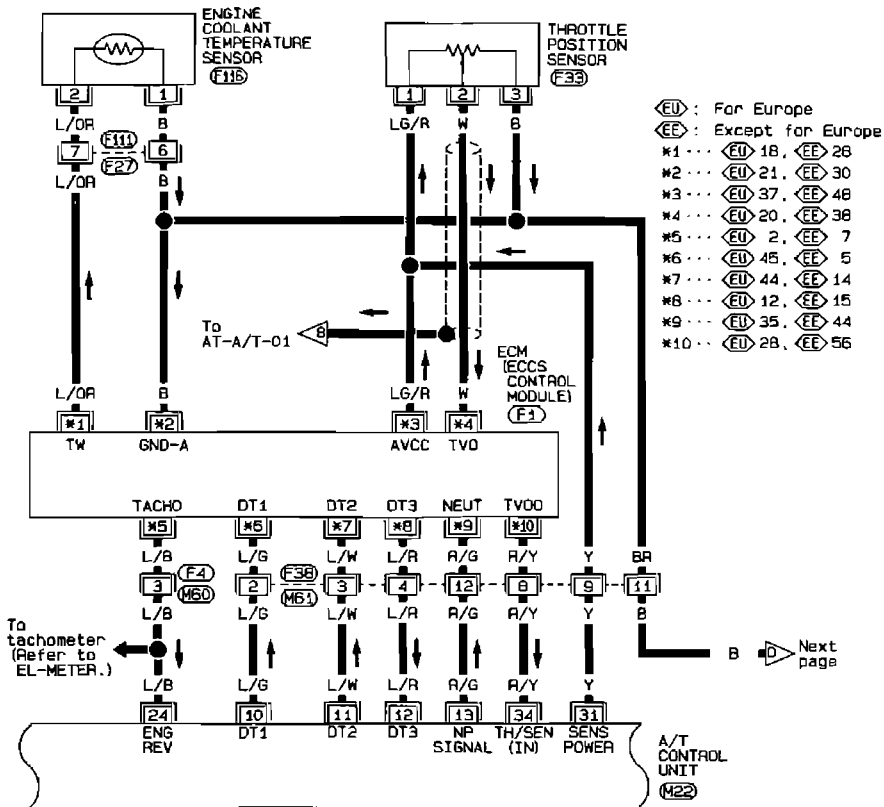 ENGINE
COOLANT
TEMPERATURE
SENSOR
F116
THROTTLE
POSITION
SENSOR
F33
2 1
1 2 3
L/OR B
LG/R W B
7 F111 6
F27
L/OR B
EU : For Europe
EE : Except for Europe
*1 ··· EU 18, EE 28
*2 ··· EU 21, EE 30
*3 ··· EU 37, EE 48
*4 ··· EU 20, EE 38
*5 ··· EU 2, EE 7
*6 ··· EU 45, EE 5
*7 ··· EU 44, EE 14
*8 ··· EU 12, EE 15
*9 ··· EU 35, EE 44
*10 ·· EU 28, EE 56
To
AT-A/T-01
B
ECM
(ECCS
CONTROL
MODULE)
F1
L/OR B LG/R W
*1 *2 *3 *4
TW GND-A AVCC TVO
TACHO DT1 DT2 DT3 NEUT TVOO
*5 *6 *7 *8 *9 *10
L/B L/G L/W L/R R/G R/Y Y BR
3 F4 2 F38 3 4 12 8 9 11
M60 M61
L/B L/G L/W L/R R/G R/Y Y B
To
tachometer
(Refer to
EL-METER.)
B D Next
page
L/B L/G L/W L/R R/G R/Y Y
24 10 11 12 13 34 31
ENG
REV
DT1
DT2
DT3
NP
SIGNAL
TH/SEN
(IN)
SENS
POWER
A/T
CONTROL
UNIT
M22